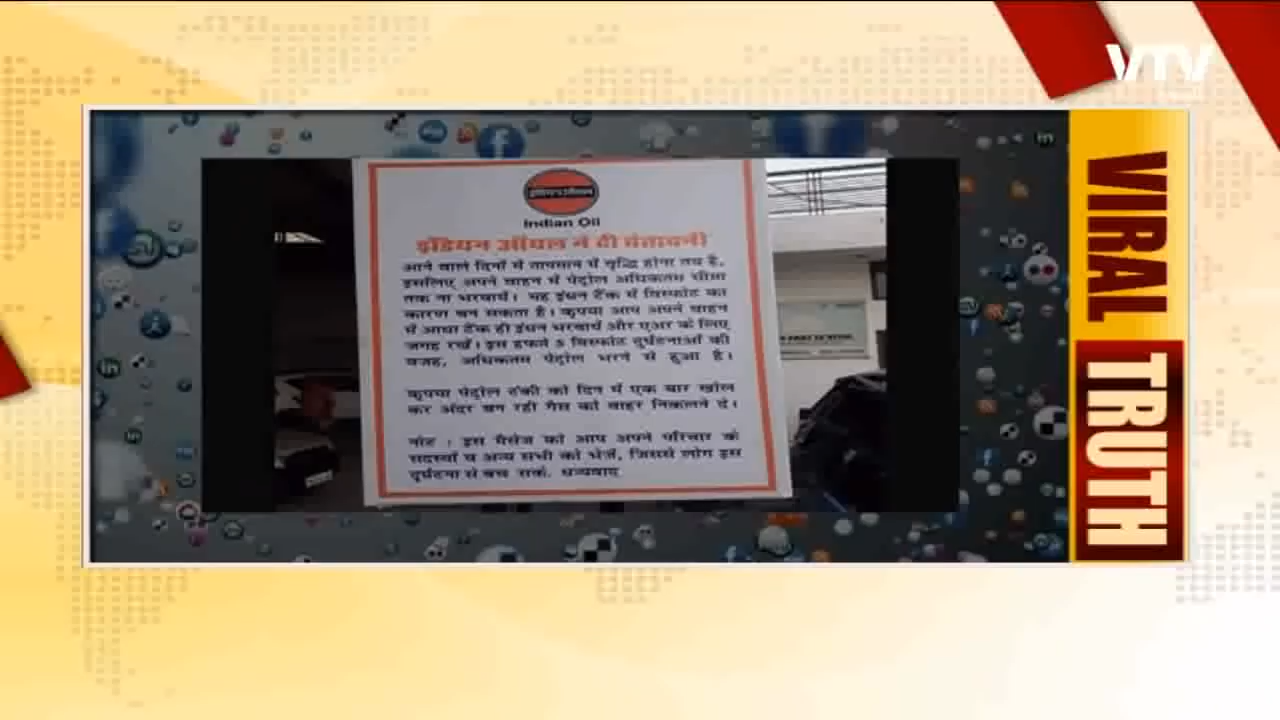 VTV
VIRAL
TRUTH
इंडियनऑयल
Indian Oil
इंडियन ऑयल ने दी चेतावनी
आने वाले दिनों में तापमान में वृद्धि होना तय है,
इसलिए अपने वाहन में पेट्रोल अधिकतम सीमा
तक ना भरवायें। यह इंधन टैंक में विस्फोट का
कारण बन सकता है। कृपया आप अपने वाहन
में आधा टैंक ही इंधन भरवायें और एअर के लिए
जगह रखें। इस हफ्ते 5 विस्फोट दुर्घटनाओं की
वजह, अधिकतम पेट्रोल भरने से हुआ है।
कृपया पेट्रोल टंकी को दिन में एक बार खोल
कर अंदर बन रही गैस को बाहर निकलने दें।
नोट : इस मैसेज को आप अपने परिवार के
सदस्यों व अन्य सभी को भेजें, जिससे लोग इस
दुर्घटना से बच सकें. धन्यवाद